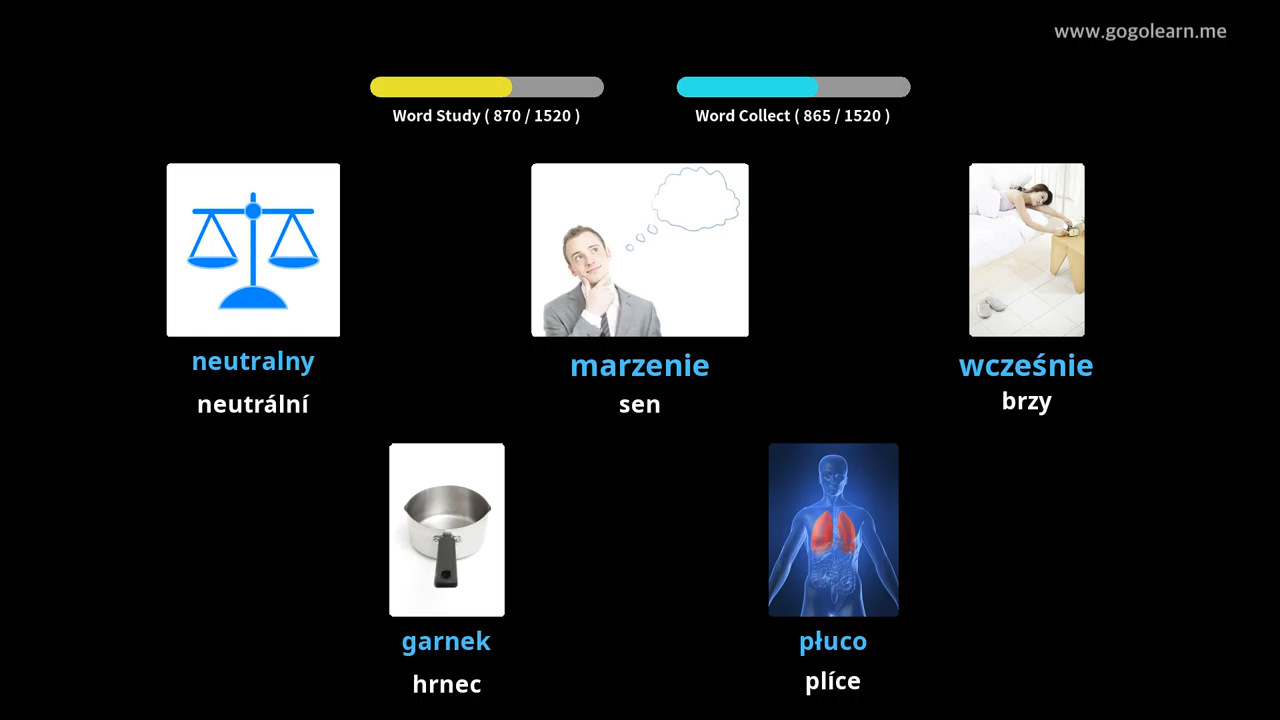 www.gogolearn.me
Word Study ( 870 / 1520 )
Word Collect ( 865 / 1520 )
neutralny
neutrální
marzenie
sen
wcześnie
brzy
garnek
hrnec
płuco
plíce